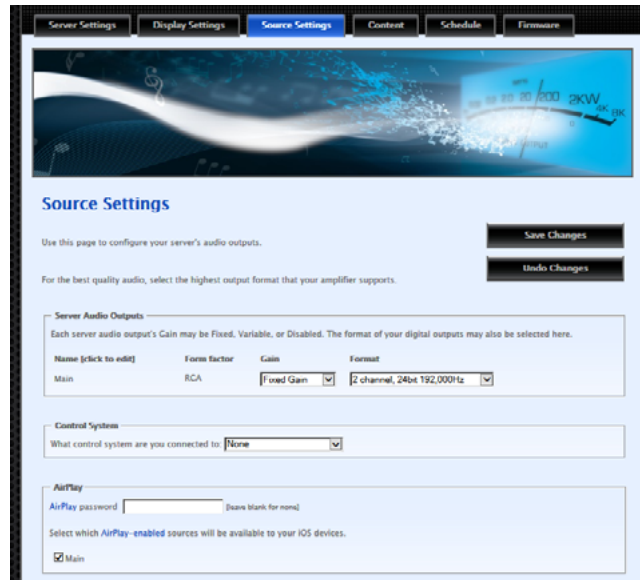 Server Settings Display Settings Source Settings Content Schedule Firmware
20 200 2KW 4K 8K
Source Settings
Save Changes
Use this page to configure your server's audio outputs.
Undo Changes
For the best quality audio, select the highest output format that your amplifier supports.
Server Audio Outputs
Each server audio output's Gain may be Fixed, Variable, or Disabled. The format of your digital outputs may also be selected here.
Name [click to edit] Form factor Gain Format
Main RCA Fixed Gain 2 channel, 24bit 192,000Hz
Control System
What control system are you connected to: None
AirPlay
AirPlay password [leave blank for none]
Select which AirPlay-enabled sources will be available to your iOS devices.
Main